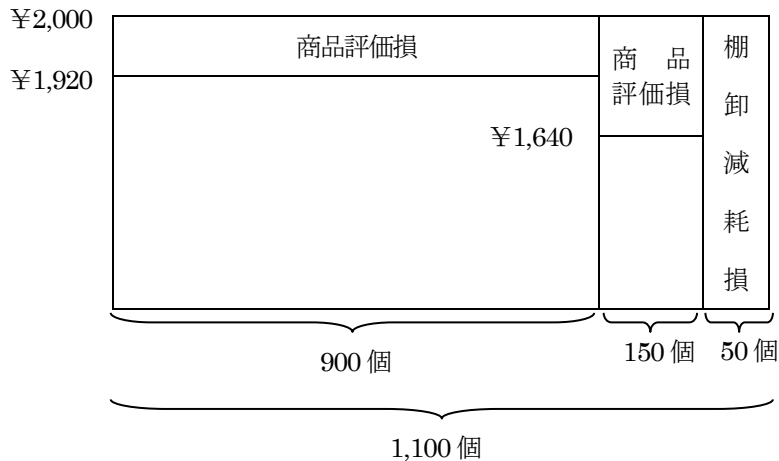 ¥2,000
商品評価損
商品
評価損
棚卸減耗損
¥1,920
¥1,640
900 個
150 個
50 個
1,100 個